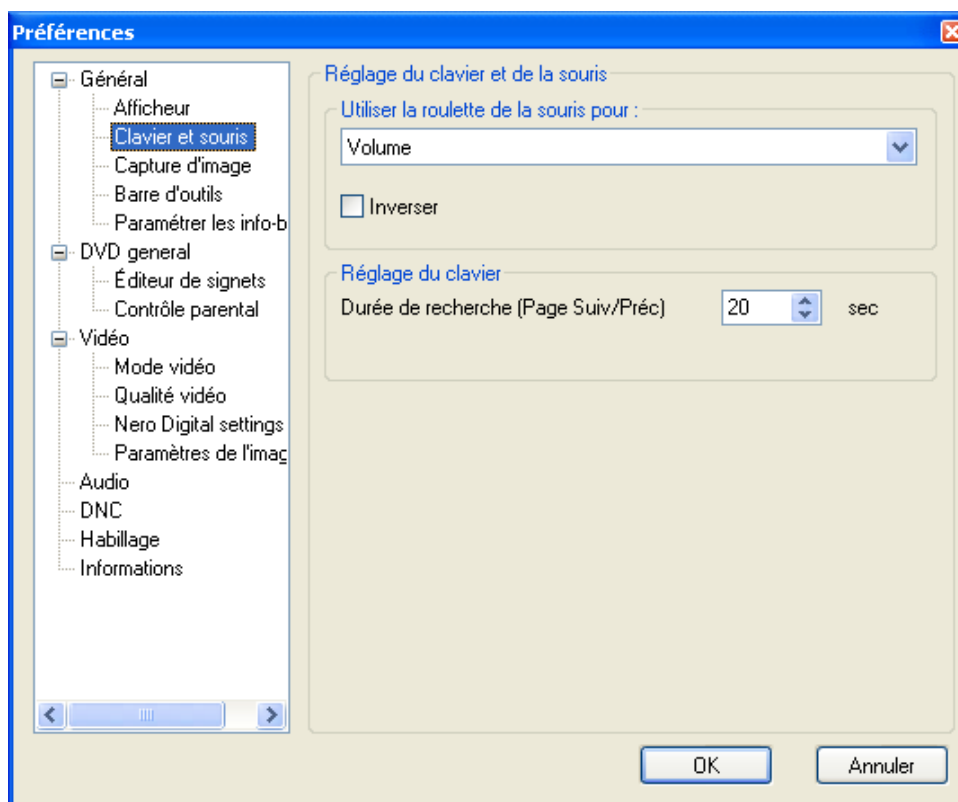 Préférences
Général
Afficheur
Clavier et souris
Capture d'image
Barre d'outils
Paramétrer les info-b
DVD general
Éditeur de signets
Contrôle parental
Vidéo
Mode vidéo
Qualité vidéo
Nero Digital settings
Paramètres de l'imag
Audio
DNC
Habillage
Informations
Réglage du clavier et de la souris
Utiliser la roulette de la souris pour :
Volume
Inverser
Réglage du clavier
Durée de recherche (Page Suiv/Préc) 20 sec
OK Annuler